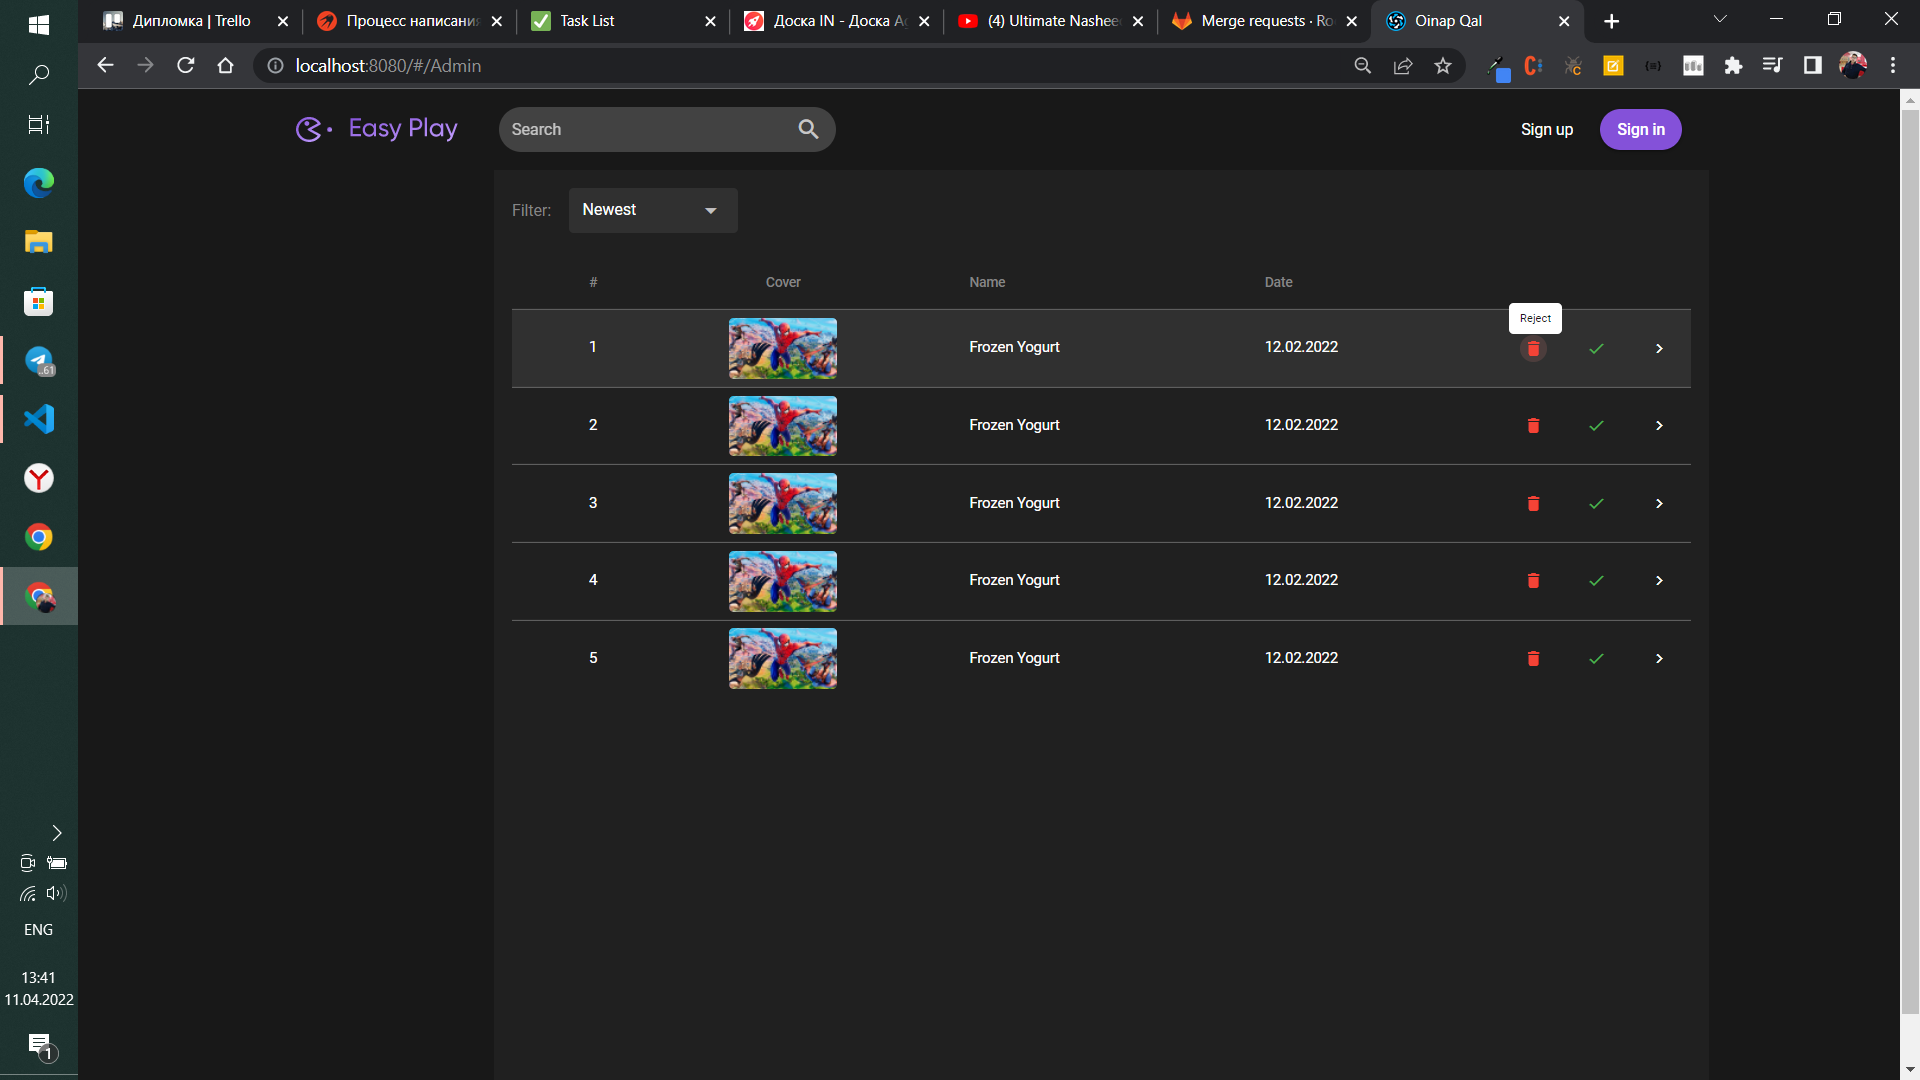 Дипломка | Trello
Процесс написани
Task List
Доска IN - Доска A
(4) Ultimate Nashee
Merge requests · Ro
Oinap Qal
localhost:8080/#/Admin
Easy Play
Search
Sign up
Sign in
Filter:
Newest
# Cover Name Date
Reject
1 Frozen Yogurt 12.02.2022
2 Frozen Yogurt 12.02.2022
3 Frozen Yogurt 12.02.2022
4 Frozen Yogurt 12.02.2022
5 Frozen Yogurt 12.02.2022
.61
ENG
13:41
11.04.2022
1